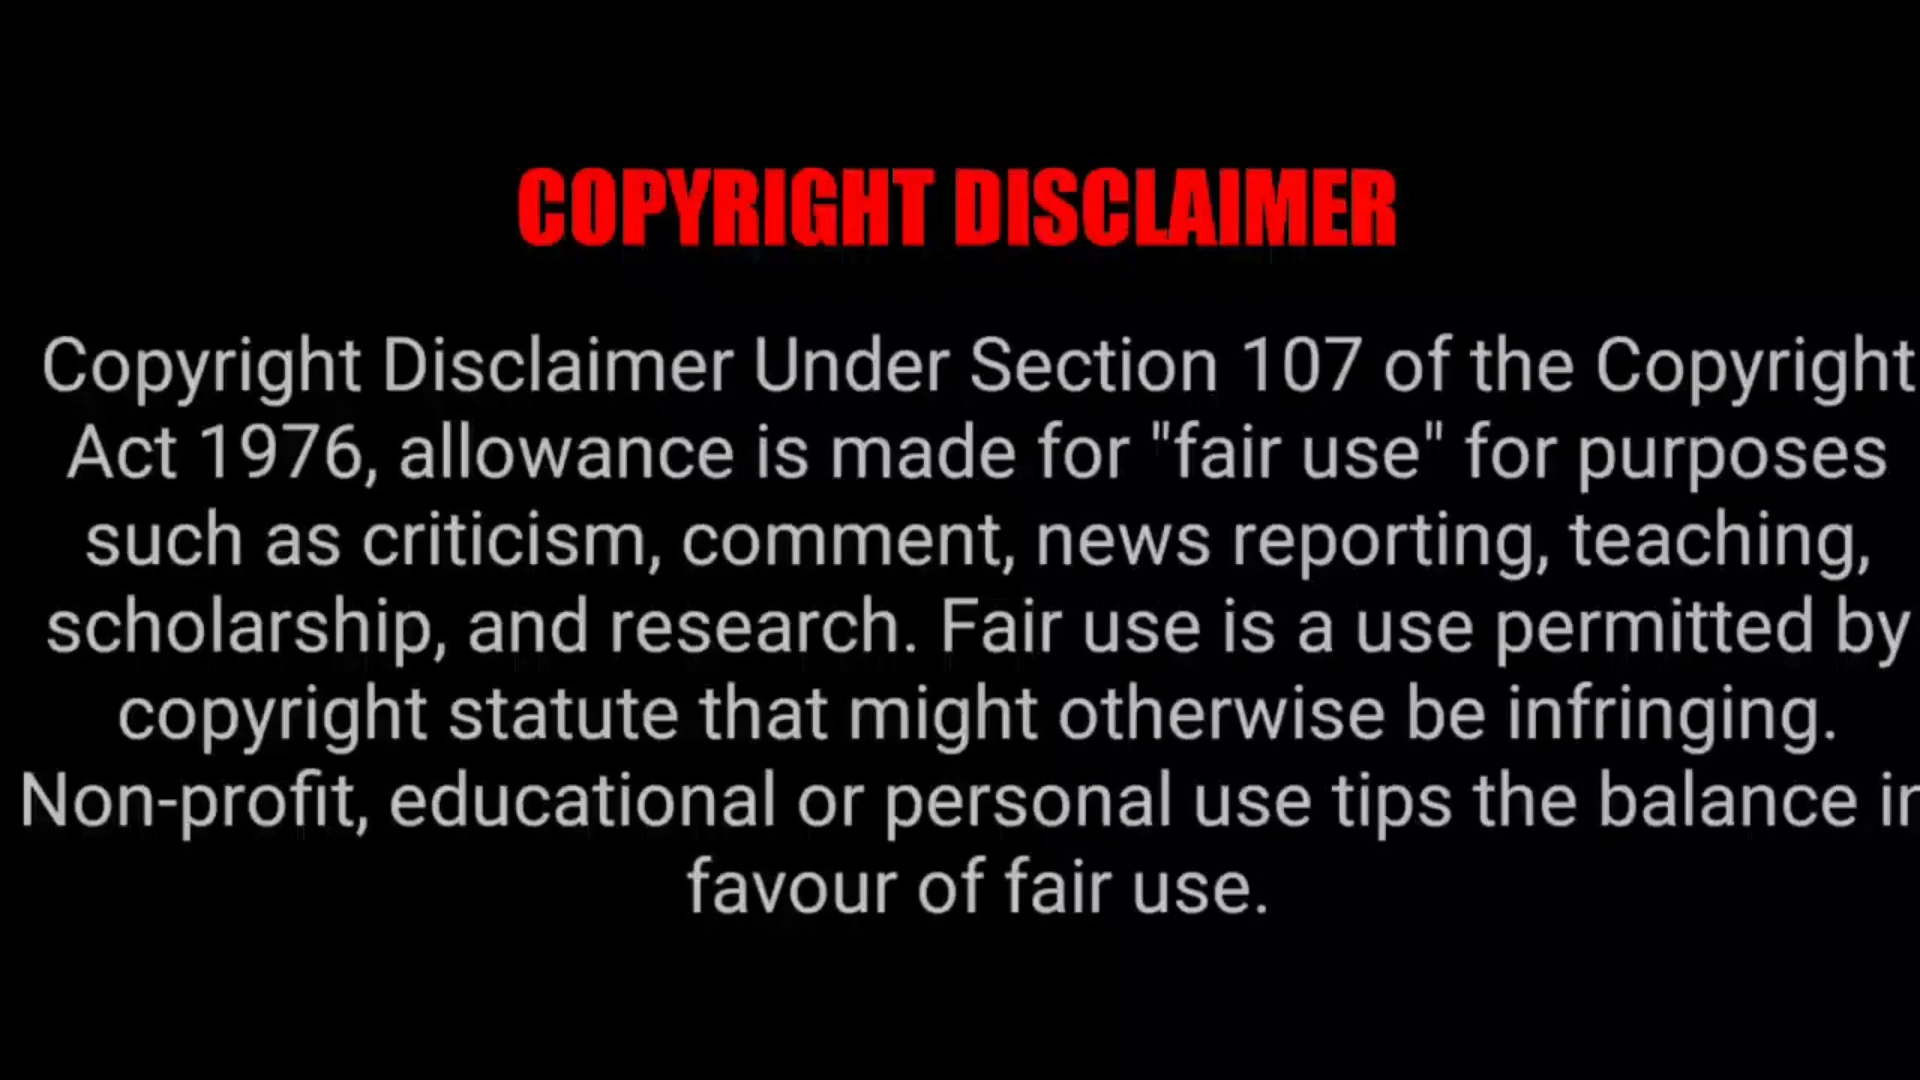 COPYRIGHT DISCLAIMER
Copyright Disclaimer Under Section 107 of the Copyright
Act 1976, allowance is made for "fair use" for purposes
such as criticism, comment, news reporting, teaching,
scholarship, and research. Fair use is a use permitted by
copyright statute that might otherwise be infringing.
Non-profit, educational or personal use tips the balance in
favour of fair use.